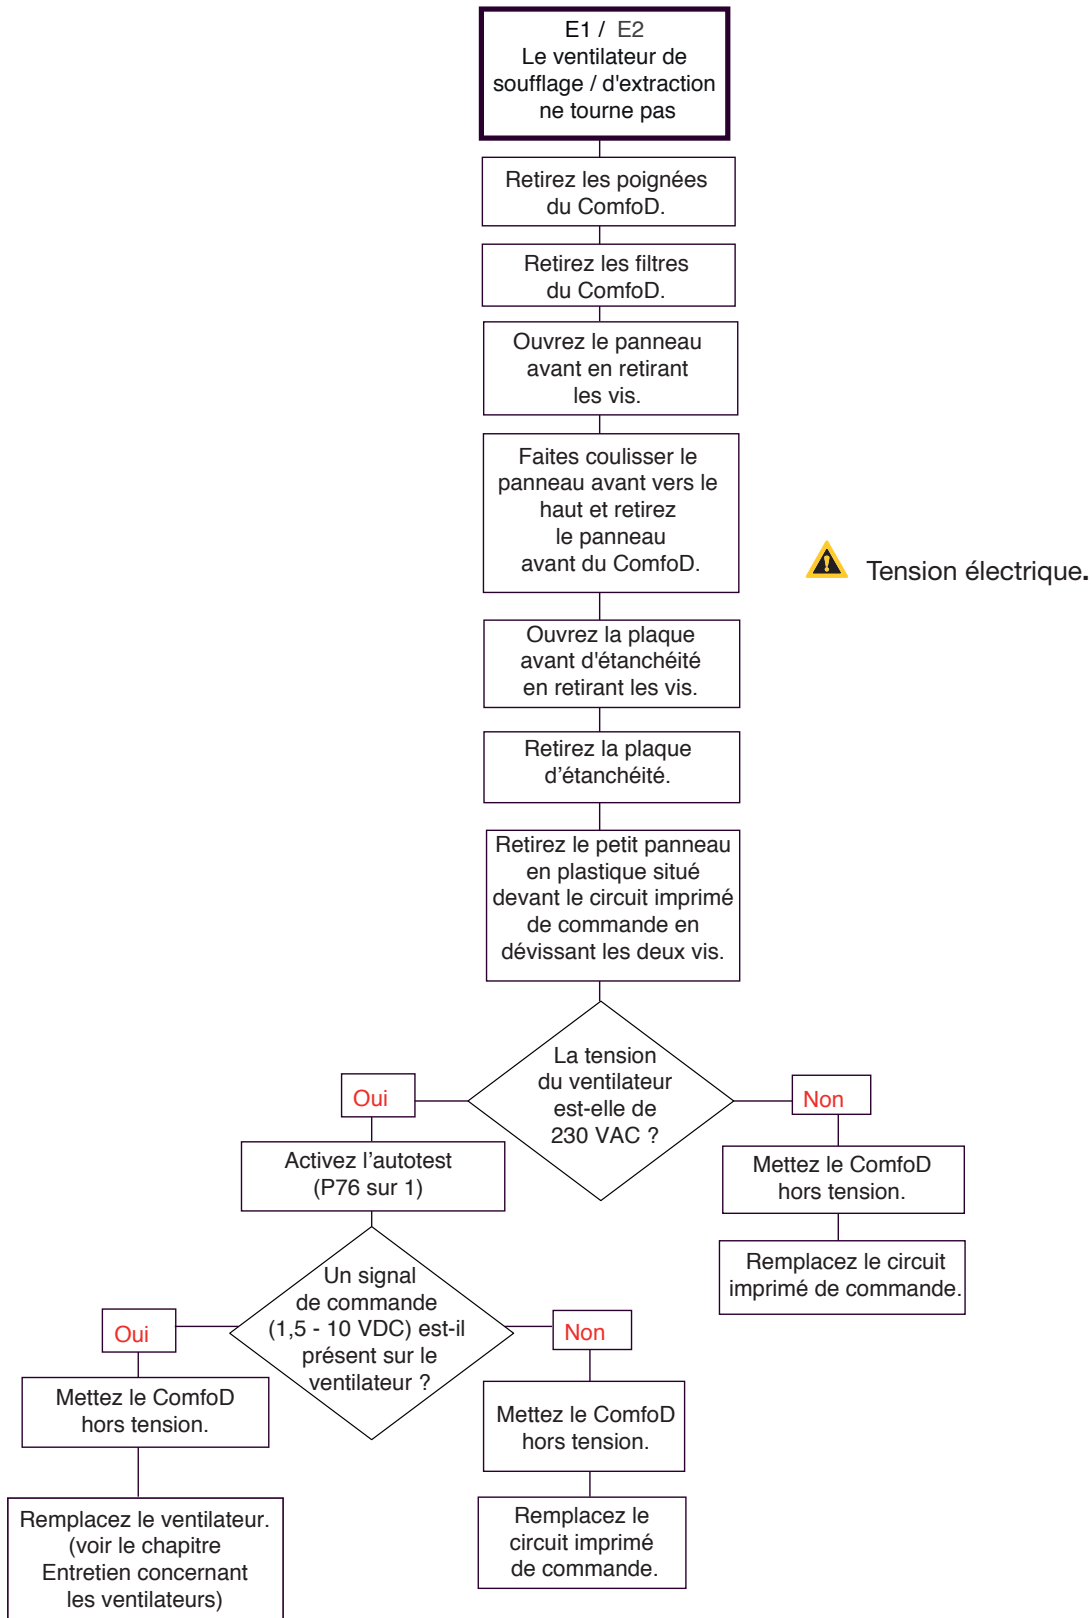 E1 / E2
Le ventilateur de
soufflage / d'extraction
ne tourne pas
Retirez les poignées
du ComfoD.
Retirez les filtres
du ComfoD.
Ouvrez le panneau
avant en retirant
les vis.
Faites coulisser le
panneau avant vers le
haut et retirez
le panneau
avant du ComfoD.
Tension électrique.
Ouvrez la plaque
avant d'étanchéité
en retirant les vis.
Retirez la plaque
d’étanchéité.
Retirez le petit panneau
en plastique situé
devant le circuit imprimé
de commande en
dévissant les deux vis.
La tension
du ventilateur
est-elle de
230 VAC ?
Oui
Non
Activez l’autotest
(P76 sur 1)
Mettez le ComfoD
hors tension.
Remplacez le circuit
imprimé de commande.
Un signal
de commande
(1,5 - 10 VDC) est-il
présent sur le
ventilateur ?
Oui
Non
Mettez le ComfoD
hors tension.
Mettez le ComfoD
hors tension.
Remplacez le ventilateur.
(voir le chapitre
Entretien concernant
les ventilateurs)
Remplacez le
circuit imprimé
de commande.